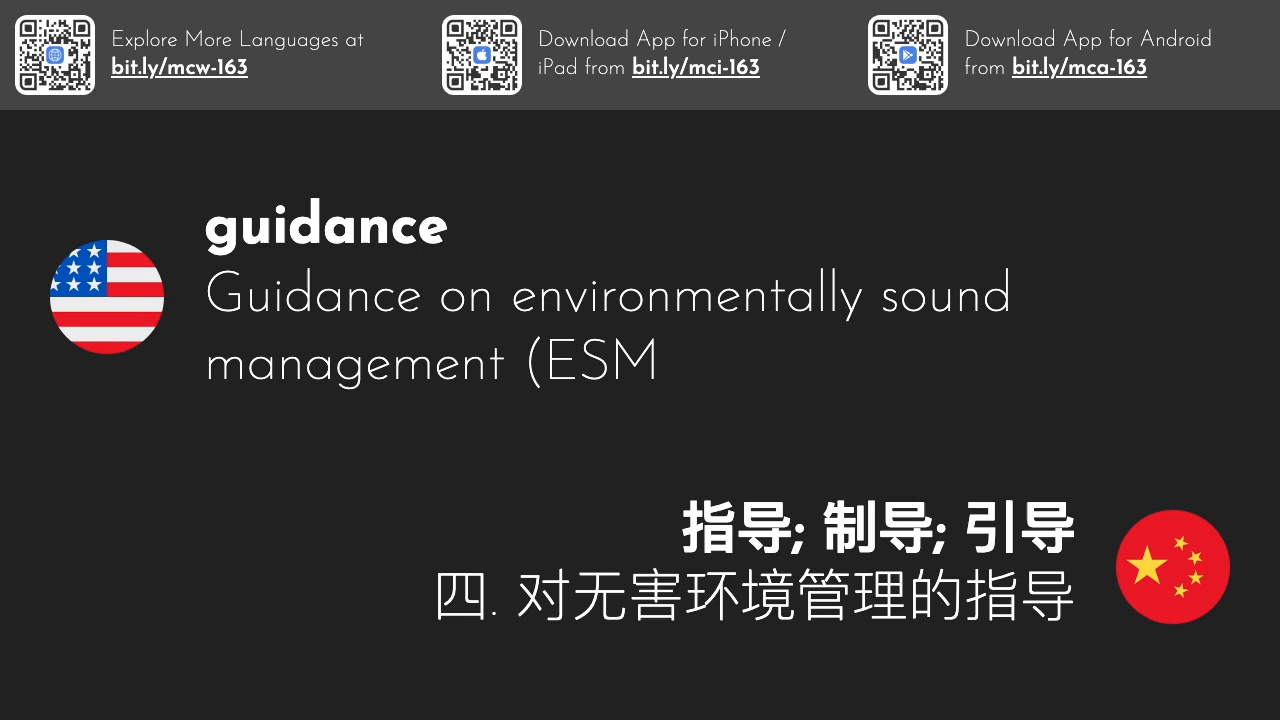 Explore More Languages at
bit.ly/mcw-163
Download App for iPhone /
iPad from bit.ly/mci-163
Download App for Android
from bit.ly/mca-163
guidance
Guidance on environmentally sound
management (ESM
指导; 制导; 引导
四. 对无害环境管理的指导